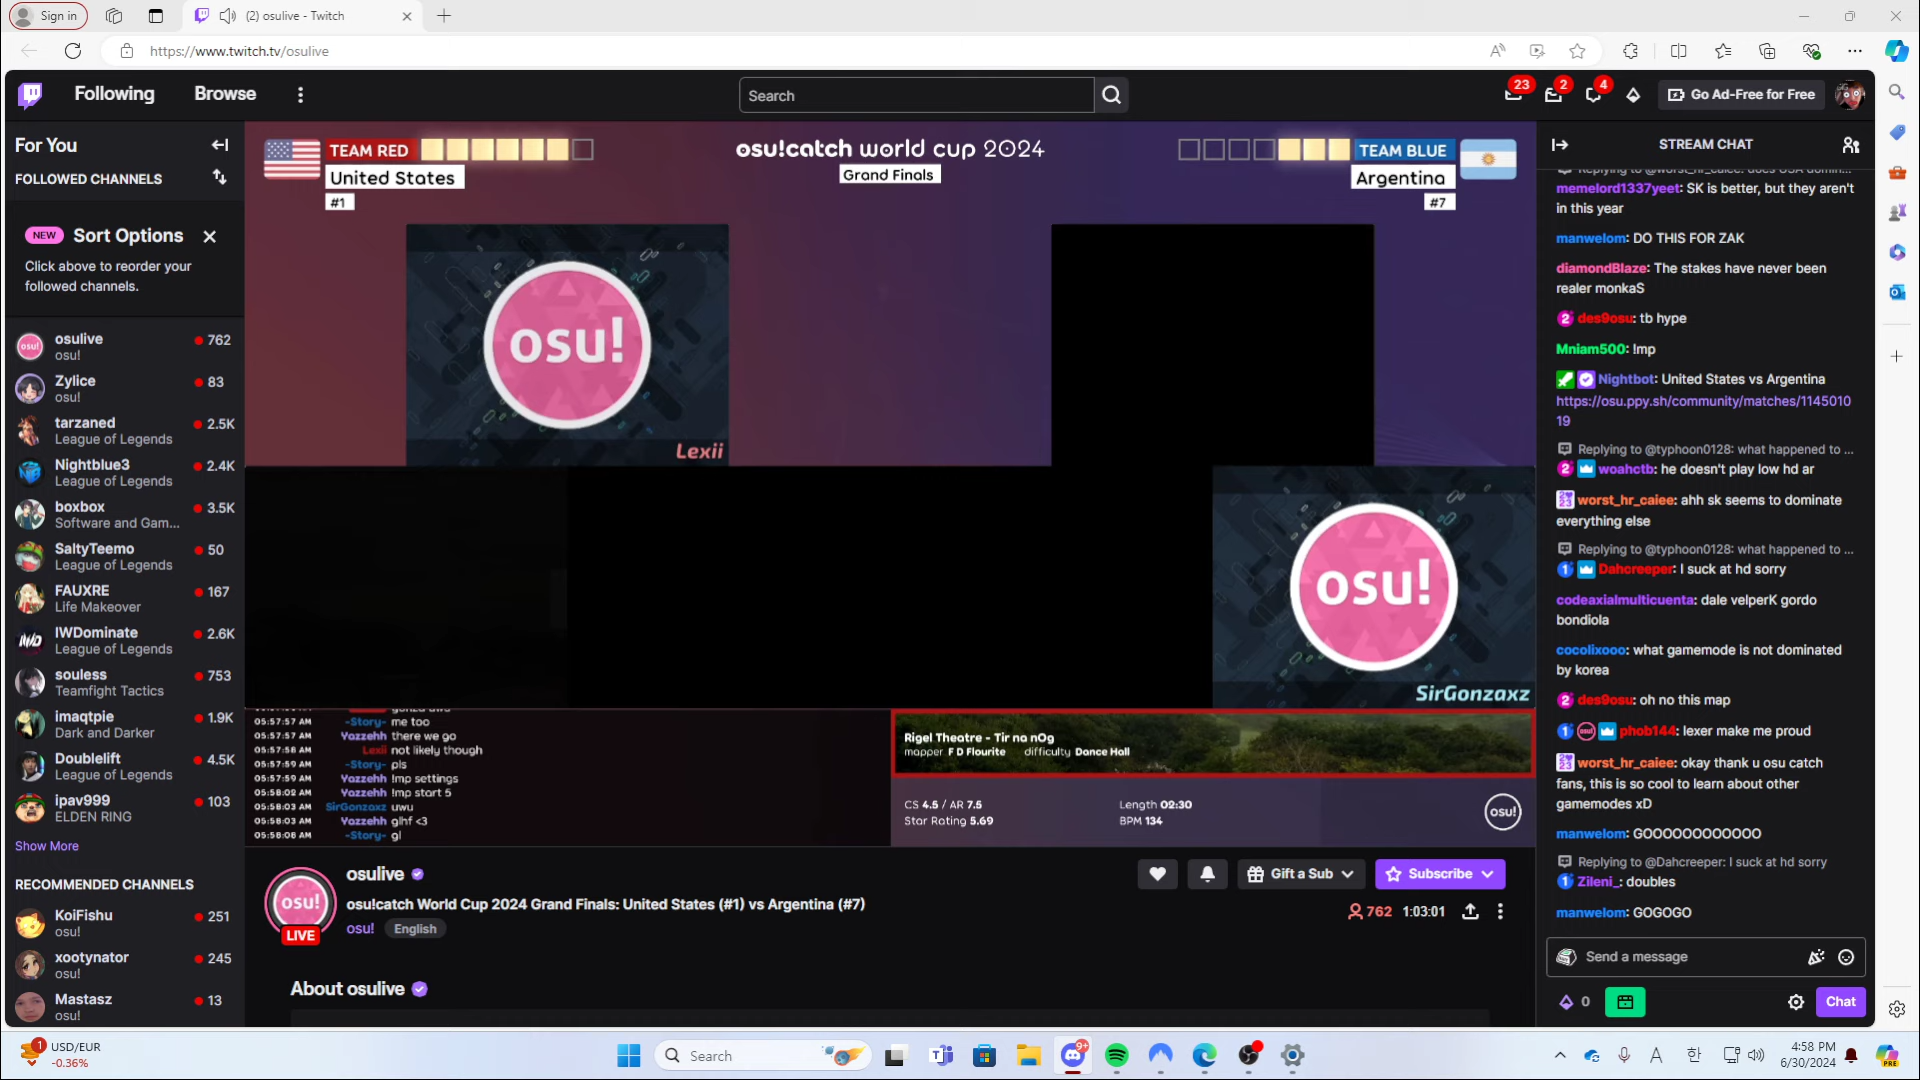 Sign in
(2) osulive - Twitch
https://www.twitch.tv/osulive
Following
Browse
Search
23
2
4
Go Ad-Free for Free
For You
FOLLOWED CHANNELS
NEW
Sort Options
Click above to reorder your
followed channels.
osulive
762
osu!
Zylice
83
osu!
tarzaned
2.5K
League of Legends
Nightblue3
2.4K
League of Legends
boxbox
3.5K
Software and Gam...
SaltyTeemo
50
League of Legends
FAUXRE
167
Life Makeover
IWDominate
2.6K
League of Legends
souless
753
Teamfight Tactics
imaqtpie
1.9K
Dark and Darker
Doublelift
4.5K
League of Legends
ipav999
103
ELDEN RING
Show More
RECOMMENDED CHANNELS
KoiFishu
251
osu!
xootynator
245
osu!
Mastasz
13
osu!
TEAM RED
United States
#1
osu!catch world cup 2024
Grand Finals
TEAM BLUE
Argentina
#7
osu!
Lexii
osu!
SirGonzaxz
05:57:57 AM -Story- me too
05:57:57 AM Yazzehh there we go
05:57:58 AM Lexii not likely though
05:57:59 AM -Story- pls
05:57:59 AM Yazzehh !mp settings
05:58:02 AM Yazzehh !mp start 5
05:58:03 AM SirGonzaxz uwu
05:58:03 AM Yazzehh glhf <3
05:58:08 AM -Story- gl
Rigel Theatre - Tir na nOg
mapper F D Flourite difficulty Dance Hall
CS 4.5 / AR 7.5
Star Rating 5.69
Length 02:30
BPM 134
osu!
osu!
LIVE
osulive
osu!catch World Cup 2024 Grand Finals: United States (#1) vs Argentina (#7)
osu!
English
Gift a Sub
Subscribe
762
1:03:01
About osulive
STREAM CHAT
memelord1337yeet: SK is better, but they aren't
in this year
manwelom: DO THIS FOR ZAK
diamondBlaze: The stakes have never been
realer monkaS
des9osu: tb hype
Mniam500: !mp
Nightbot: United States vs Argentina
https://osu.ppy.sh/community/matches/1145010
19
Replying to @typhoon0128: what happened to ...
woahctb: he doesn't play low hd ar
worst_hr_caiee: ahh sk seems to dominate
everything else
Replying to @typhoon0128: what happened to ...
Dahcreeper: I suck at hd sorry
codeaxialmulticuenta: dale velperK gordo
bondiola
cocolixooo: what gamemode is not dominated
by korea
des9osu: oh no this map
phob144: lexer make me proud
worst_hr_caiee: okay thank u osu catch
fans, this is so cool to learn about other
gamemodes xD
manwelom: GOOOOOOOOOOOO
Replying to @Dahcreeper: I suck at hd sorry
Zileni_: doubles
manwelom: GOGOGO
Send a message
0
Chat
1
USD/EUR
-0.36%
Search
9+
A
한
4:58 PM
6/30/2024
PRE